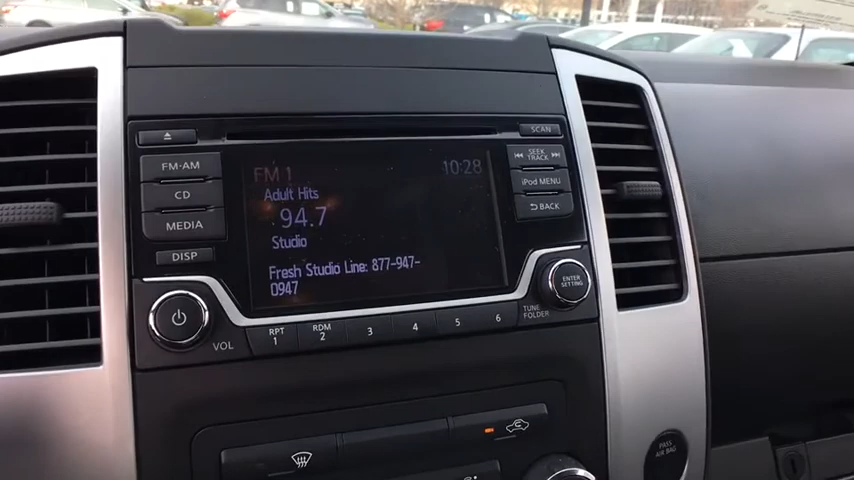 SCAN
FM·AM
CD
MEDIA
DISP
FM 1
10:28
Adult Hits
94.7
Studio
Fresh Studio Line: 877-947-
0947
SEEK
TRACK
iPod MENU
BACK
ENTER
SETTING
TUNE
FOLDER
VOL
RPT
1
RDM
2
3
4
5
6
PASS
AIR BAG